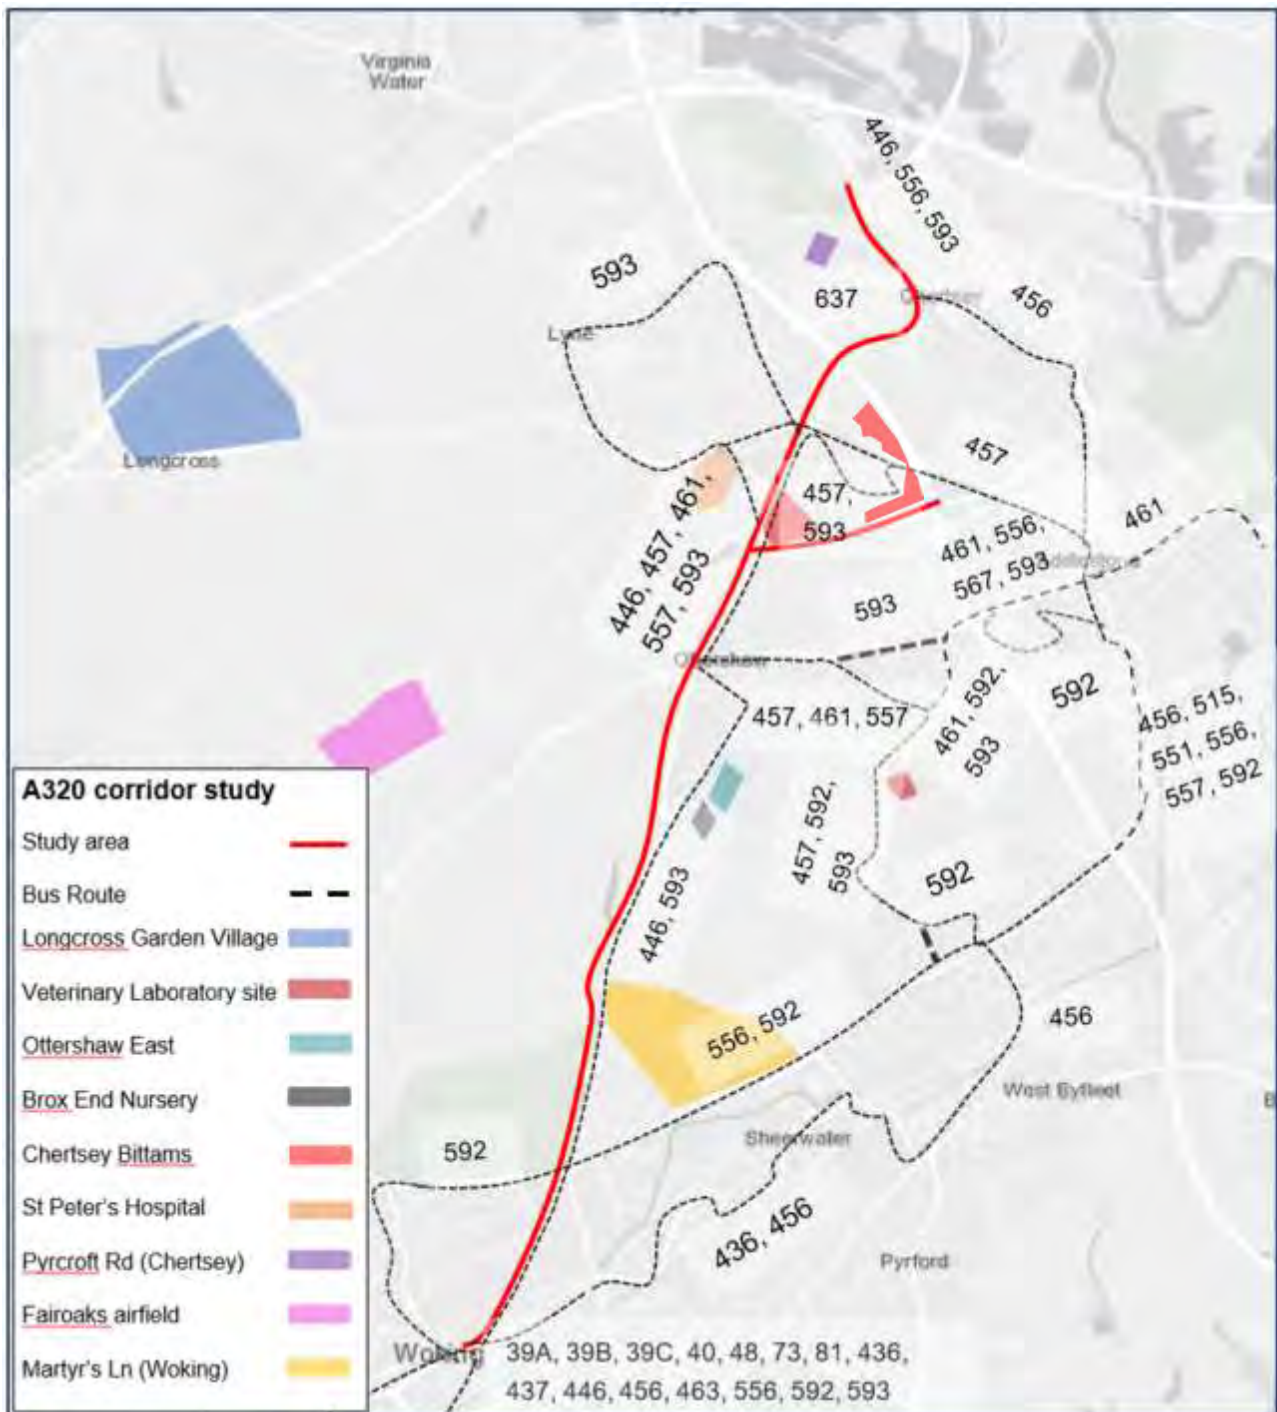 Virginia
Water
446, 556, 593
593
456
637
Chertsey
Lyne
457
Longcross
446, 457, 461,
557, 593
457,
593
461
461, 556,
567, 593
593
Ottershaw
592
457, 461, 557
461, 592,
593
456, 515,
551, 556,
557, 592
457, 592,
593
592
446, 593
556, 592
456
West Byfleet
Sheerwater
592
436, 456
Pyrford
Woking
39A, 39B, 39C, 40, 48, 73, 81, 436,
437, 446, 456, 463, 556, 592, 593
A320 corridor study
Study area
Bus Route
Longcross Garden Village
Veterinary Laboratory site
Ottershaw East
Brox End Nursery
Chertsey Bittams
St Peter's Hospital
Pyrcroft Rd (Chertsey)
Fairoaks airfield
Martyr's Ln (Woking)